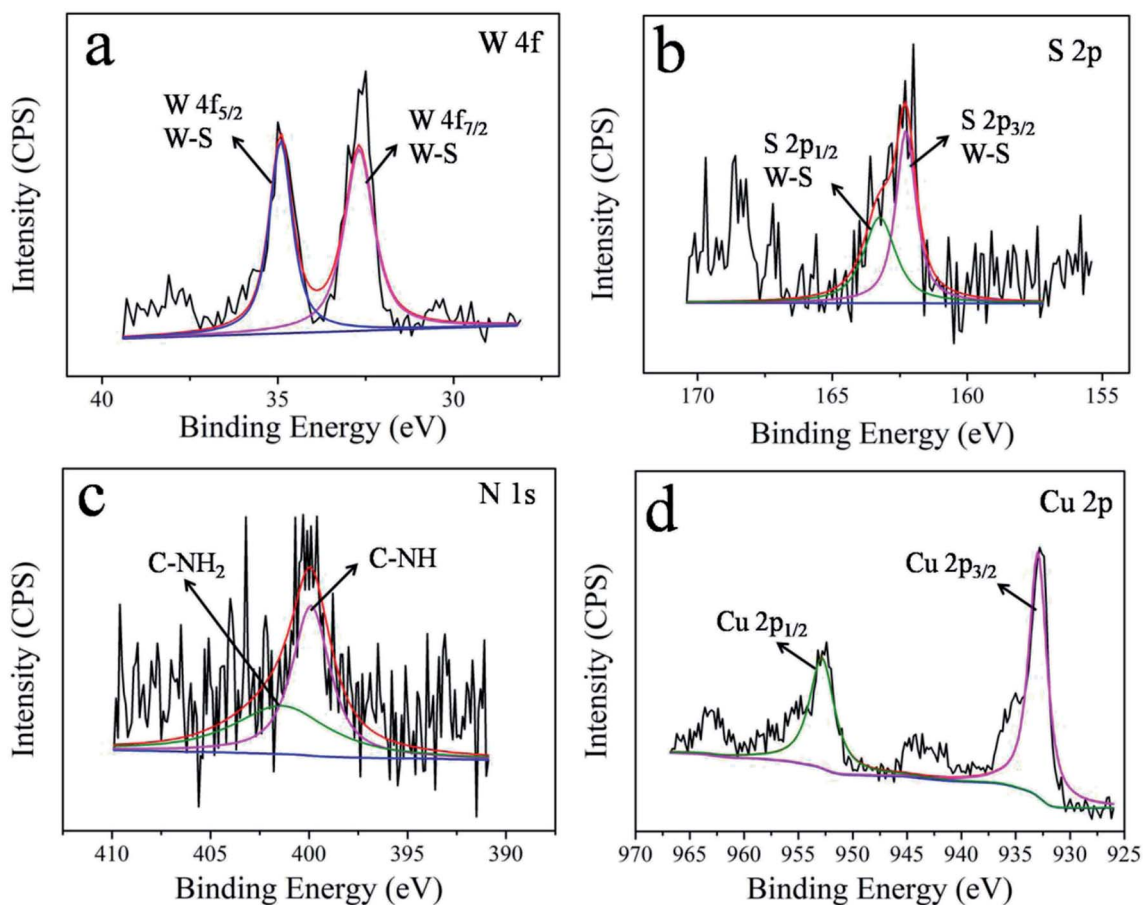 a
W 4f
W 4f5/2
W-S
W 4f7/2
W-S
Intensity (CPS)
40
35
30
Binding Energy (eV)
b
S 2p
S 2p1/2
W-S
S 2p3/2
W-S
Intensity (CPS)
170
165
160
155
Binding Energy (eV)
c
N 1s
C-NH2
C-NH
Intensity (CPS)
410
405
400
395
390
Binding Energy (eV)
d
Cu 2p
Cu 2p3/2
Cu 2p1/2
Intensity (CPS)
970
965
960
955
950
945
940
935
930
925
Binding Energy (eV)